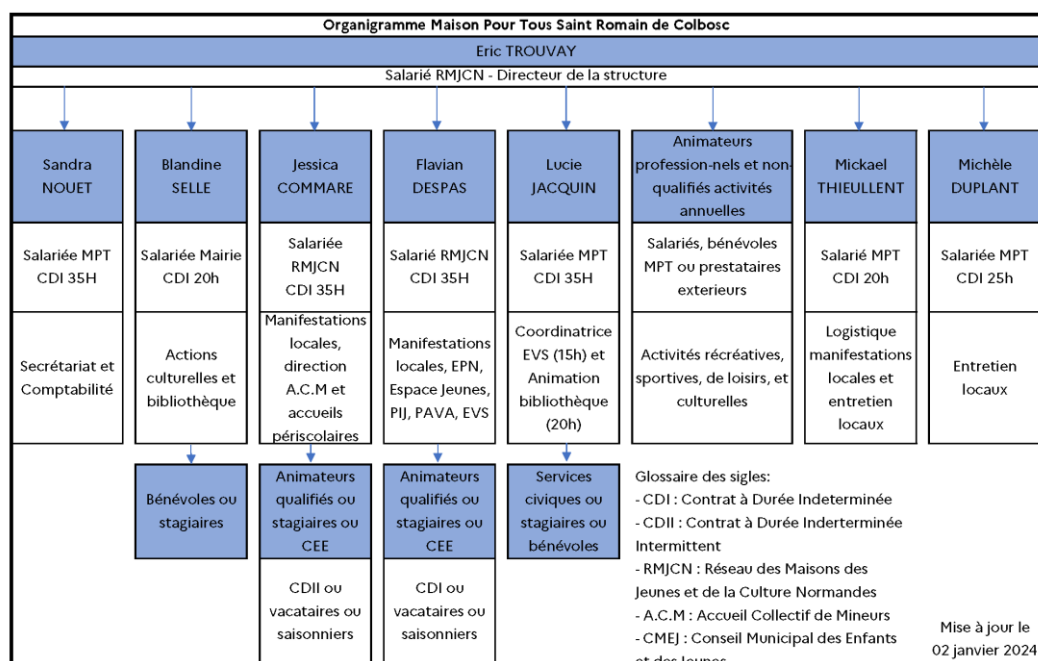 Organigramme Maison Pour Tous Saint Romain de Colbosc
Eric TROUVAY
Salarié RMJCN - Directeur de la structure
Sandra
NOUET
Salariée MPT
CDI 35H
Secrétariat et
Comptabilité
Blandine
SELLE
Salariée Mairie
CDI 20h
Actions
culturelles et
bibliothèque
Bénévoles ou
stagiaires
Jessica
COMMARE
Salariée
RMJCN
CDI 35H
Manifestations
locales,
direction
A.C.M et
accueils
périscolaires
Animateurs
qualifiés ou
stagiaires ou
CEE
CDII ou
vacataires ou
saisonniers
Flavian
DESPAS
Salarié RMJCN
CDI 35H
Manifestations
locales, EPN,
Espace Jeunes,
PIJ, PAVA, EVS
Animateurs
qualifiés ou
stagiaires ou
CEE
CDI ou
vacataires ou
saisonniers
Lucie
JACQUIN
Salariée MPT
CDI 35H
Coordinatrice
EVS (15h) et
Animation
bibliothèque
(20h)
Services
civiques ou
stagiaires ou
bénévoles
Animateurs
profession-nels et non-
qualifiés activités
annuelles
Salariés, bénévoles
MPT ou prestataires
exterieurs
Activités récréatives,
sportives, de loisirs, et
culturelles
Mickael
THIEULLENT
Salarié MPT
CDI 20h
Logistique
manifestations
locales et
entretien
locaux
Michèle
DUPLANT
Salariée MPT
CDI 25h
Entretien
locaux
Glossaire des sigles:
- CDI : Contrat à Durée Indeterminée
- CDII : Contrat à Durée Inderterminée
Intermittent
- RMJCN : Réseau des Maisons des
Jeunes et de la Culture Normandes
- A.C.M : Accueil Collectif de Mineurs
- CMEJ : Conseil Municipal des Enfants
et des Jeunes
Mise à jour le
02 janvier 2024